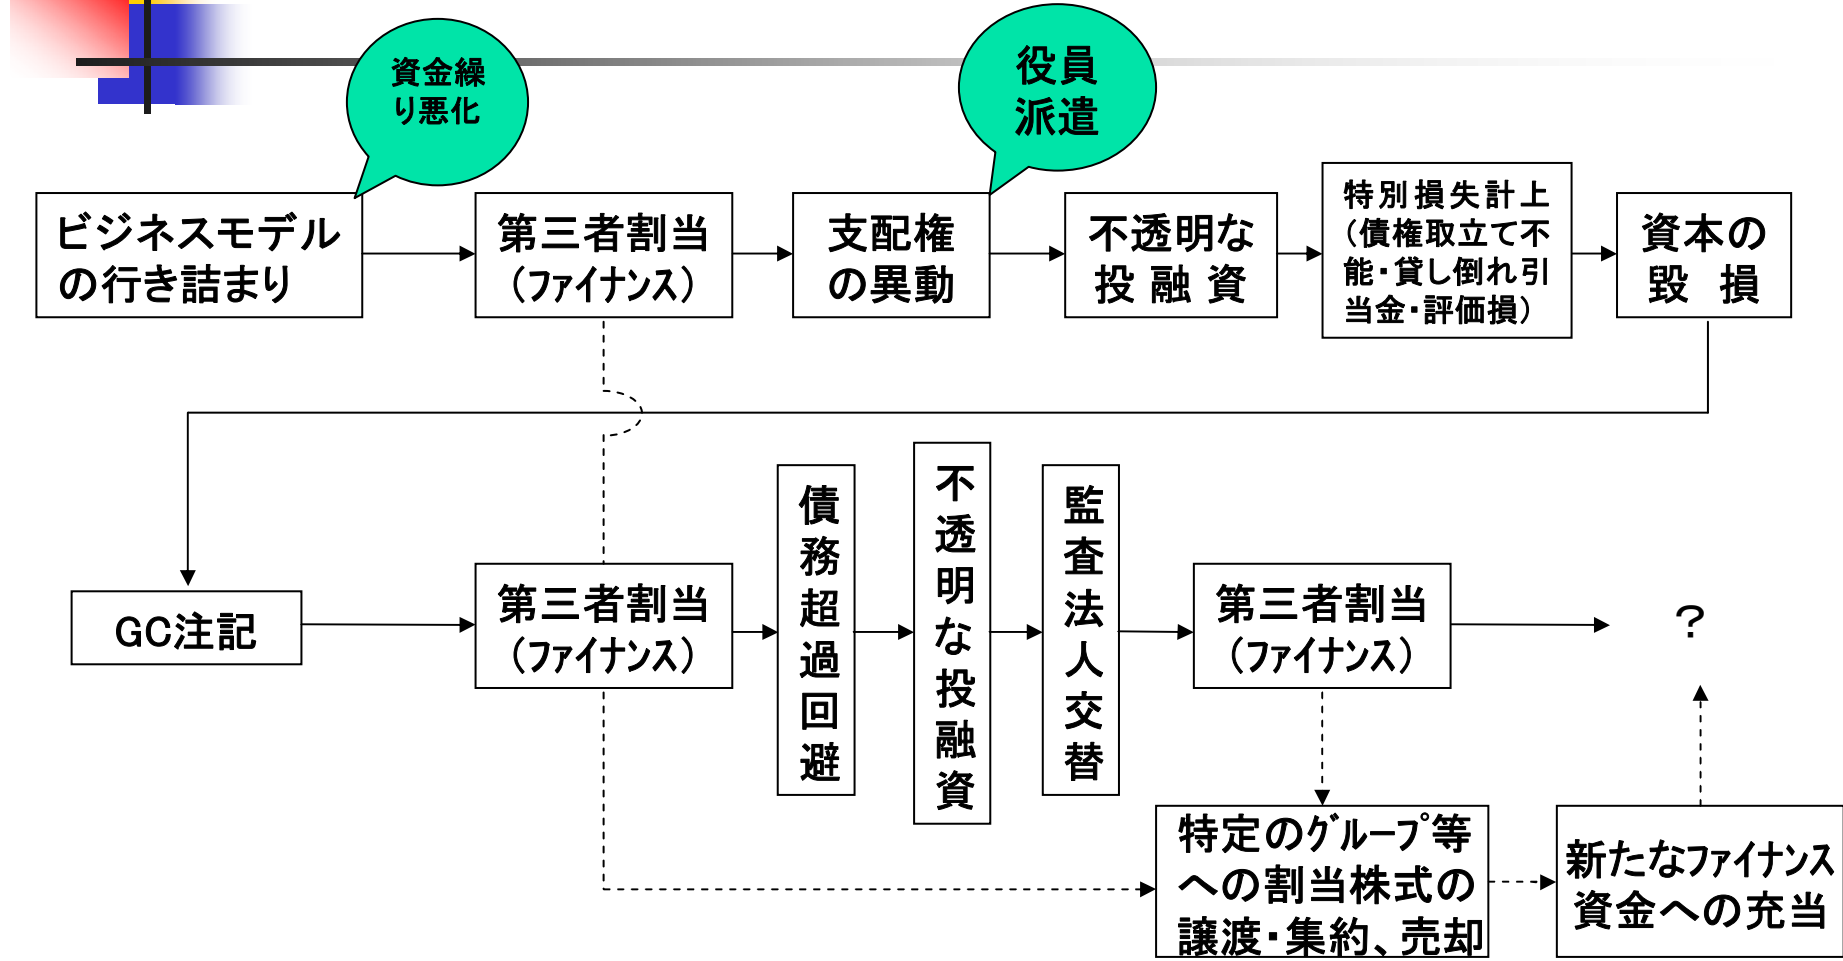 資金繰
り悪化
役員
派遣
ビジネスモデル
の行き詰まり
第三者割当
（ファイナンス）
支配権
の異動
不透明な
投融資
特別損失計上
（債権取立て不
能・貸し倒れ引
当金・評価損）
資本の
毀 損
GC注記
第三者割当
（ファイナンス）
債務超過回避
不透明な投融資
監査法人交替
第三者割当
（ファイナンス）
？
特定のグループ等
への割当株式の
譲渡・集約、売却
新たなファイナンス
資金への充当